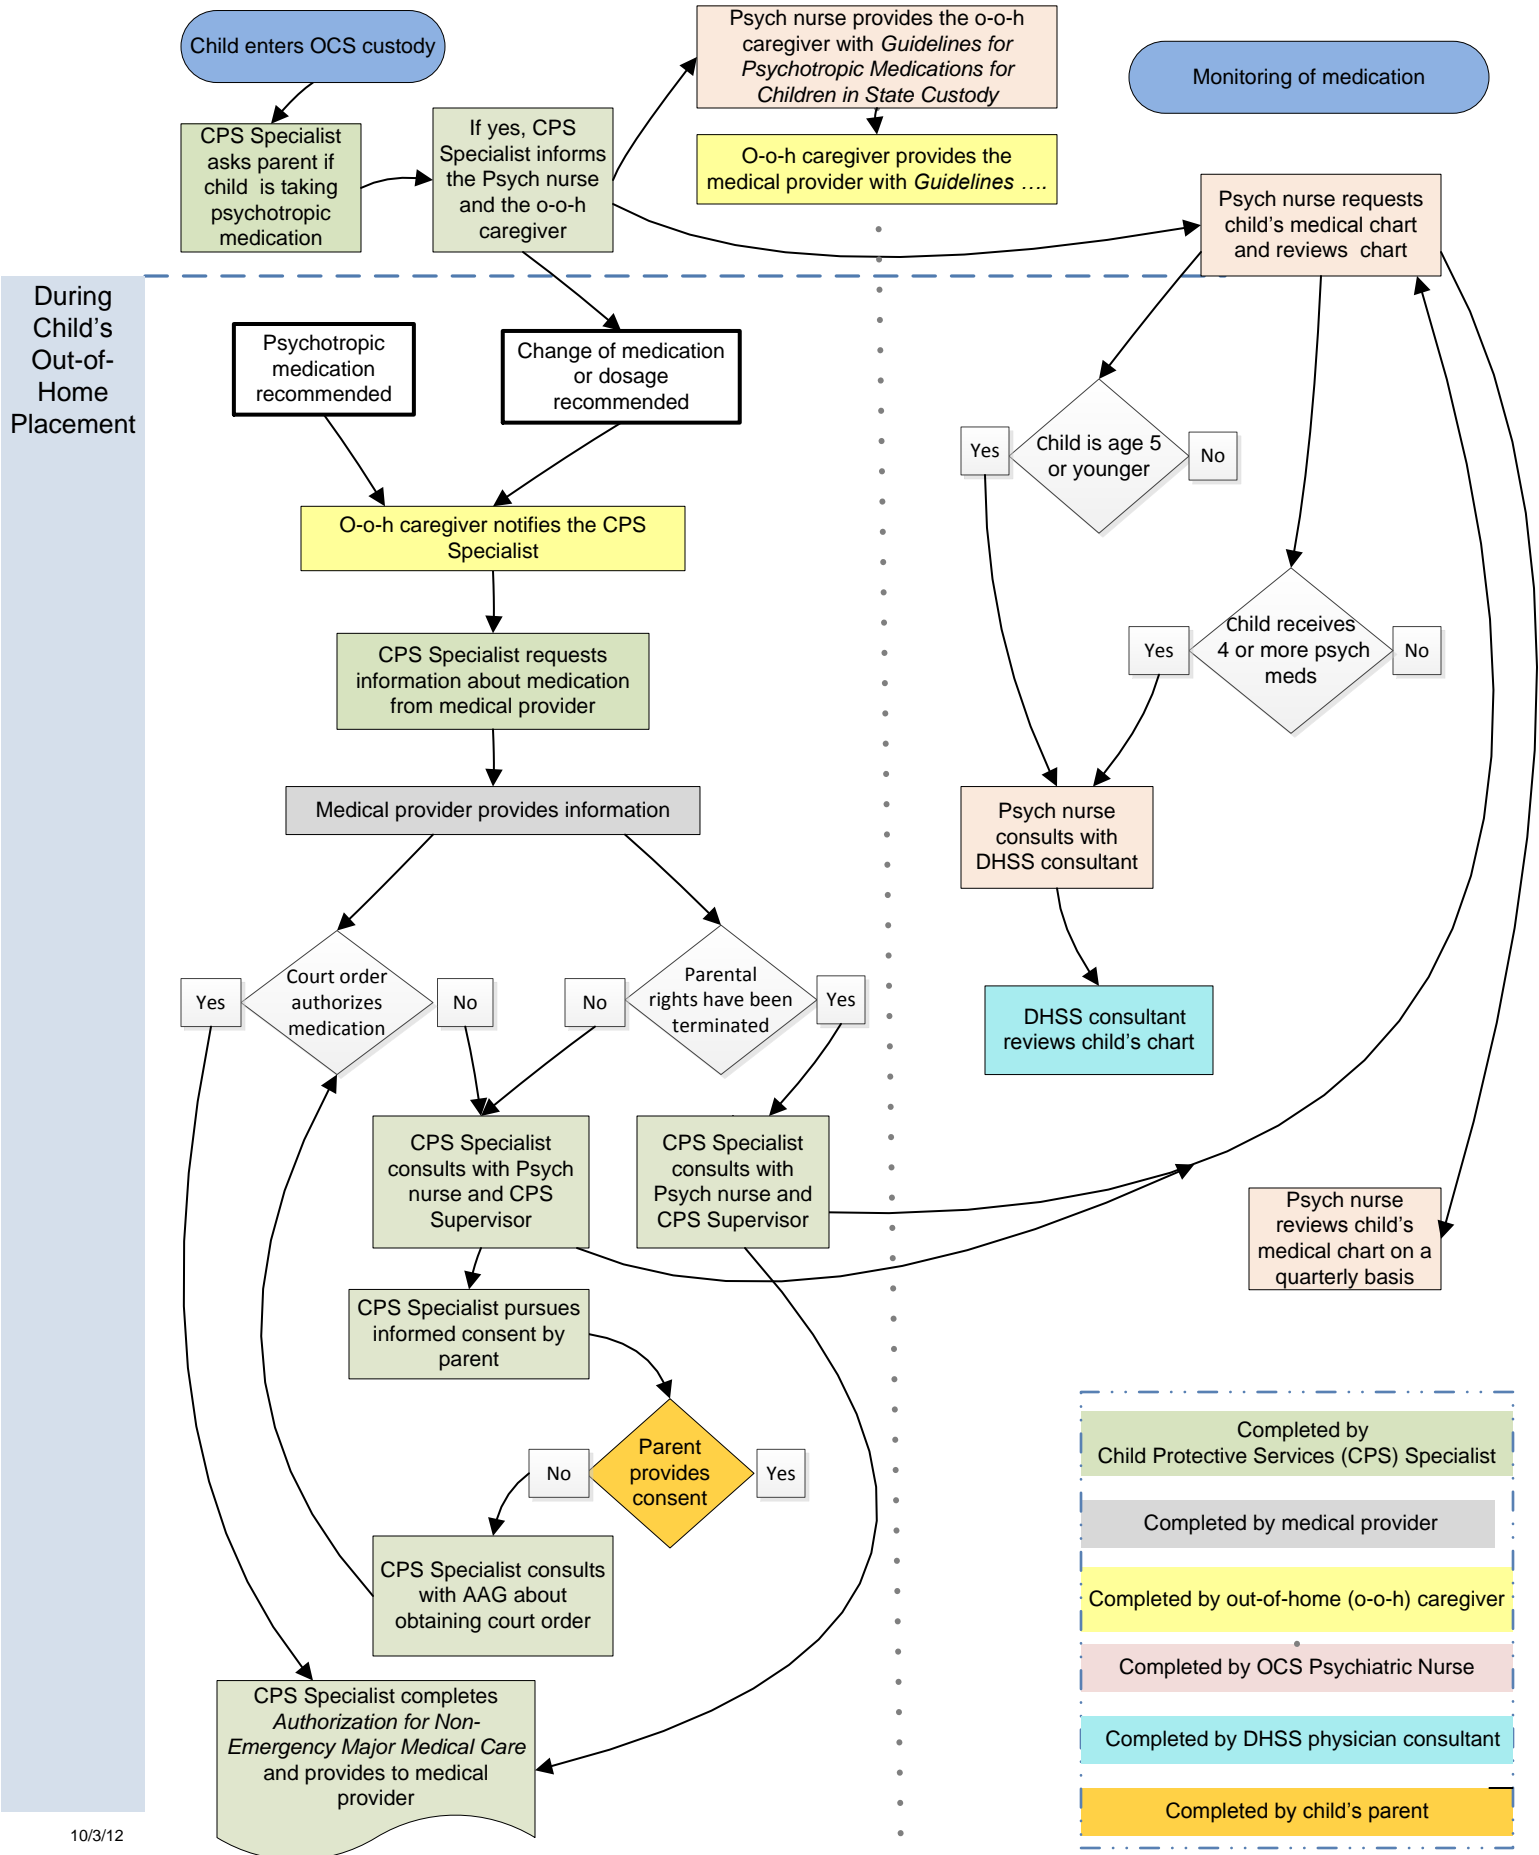 Child enters OCS custody
Psych nurse provides the o-o-h
caregiver with Guidelines for
Psychotropic Medications for
Children in State Custody
Monitoring of medication
CPS Specialist
asks parent if
child is taking
psychotropic
medication
If yes, CPS
Specialist informs
the Psych nurse
and the o-o-h
caregiver
O-o-h caregiver provides the
medical provider with Guidelines ….
Psych nurse requests
child’s medical chart
and reviews chart
During
Child’s
Out-of-
Home
Placement
Psychotropic
medication
recommended
Change of medication
or dosage
recommended
Yes
Child is age 5
or younger
No
O-o-h caregiver notifies the CPS
Specialist
Yes
Child receives
4 or more psych
meds
No
CPS Specialist requests
information about medication
from medical provider
Medical provider provides information
Psych nurse
consults with
DHSS consultant
Yes
Court order
authorizes
medication
No
No
Parental
rights have been
terminated
Yes
DHSS consultant
reviews child’s chart
CPS Specialist
consults with Psych
nurse and CPS
Supervisor
CPS Specialist
consults with
Psych nurse and
CPS Supervisor
Psych nurse
reviews child’s
medical chart on a
quarterly basis
CPS Specialist pursues
informed consent by
parent
No
Parent
provides
consent
Yes
CPS Specialist consults
with AAG about
obtaining court order
CPS Specialist completes
Authorization for Non-
Emergency Major Medical Care
and provides to medical
provider
Completed by
Child Protective Services (CPS) Specialist
Completed by medical provider
Completed by out-of-home (o-o-h) caregiver
Completed by OCS Psychiatric Nurse
Completed by DHSS physician consultant
Completed by child’s parent
10/3/12